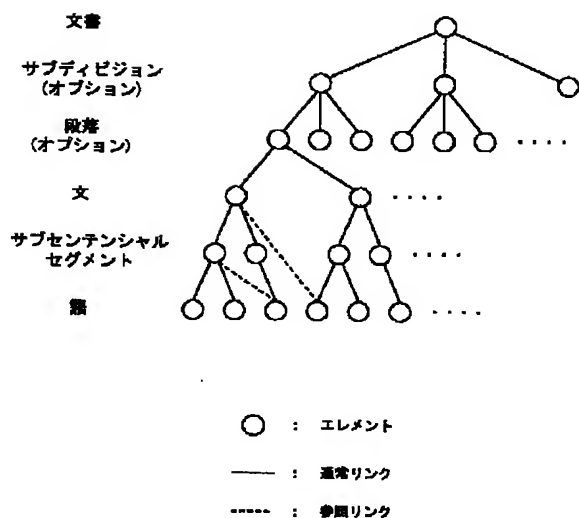 文書
サブディビジョン
(オプション)
段落
(オプション)
文
サブセンテンシャル
セグメント
語
: エレメント
: 通常リンク
: 参照リンク